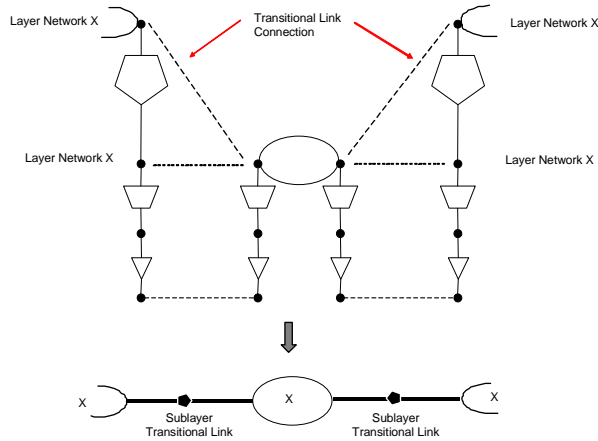 Layer Network X
Transitional Link
Connection
Layer Network X
Layer Network X
Layer Network X
X
X
X
Sublayer
Transitional Link
Sublayer
Transitional Link